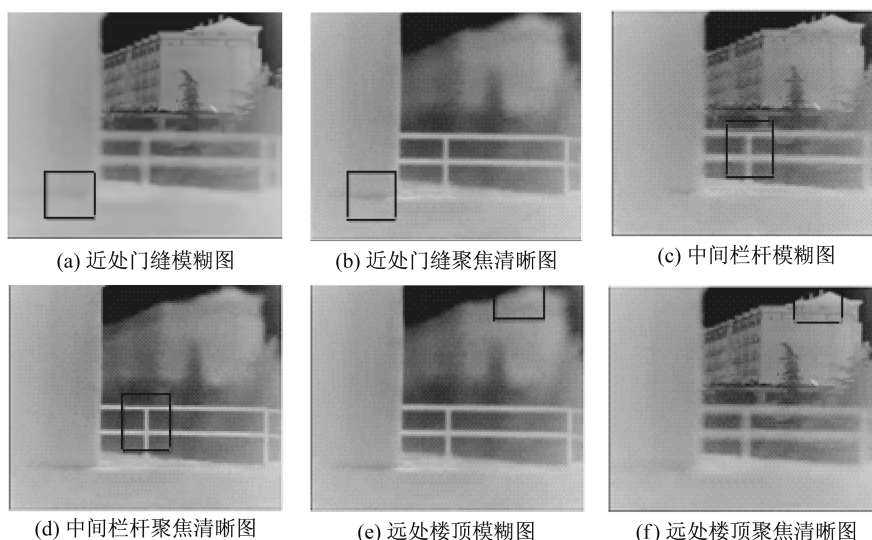 (a) 近处门缝模糊图
(b) 近处门缝聚焦清晰图
(c) 中间栏杆模糊图
(d) 中间栏杆聚焦清晰图
(e) 远处楼顶模糊图
(f) 远处楼顶聚焦清晰图